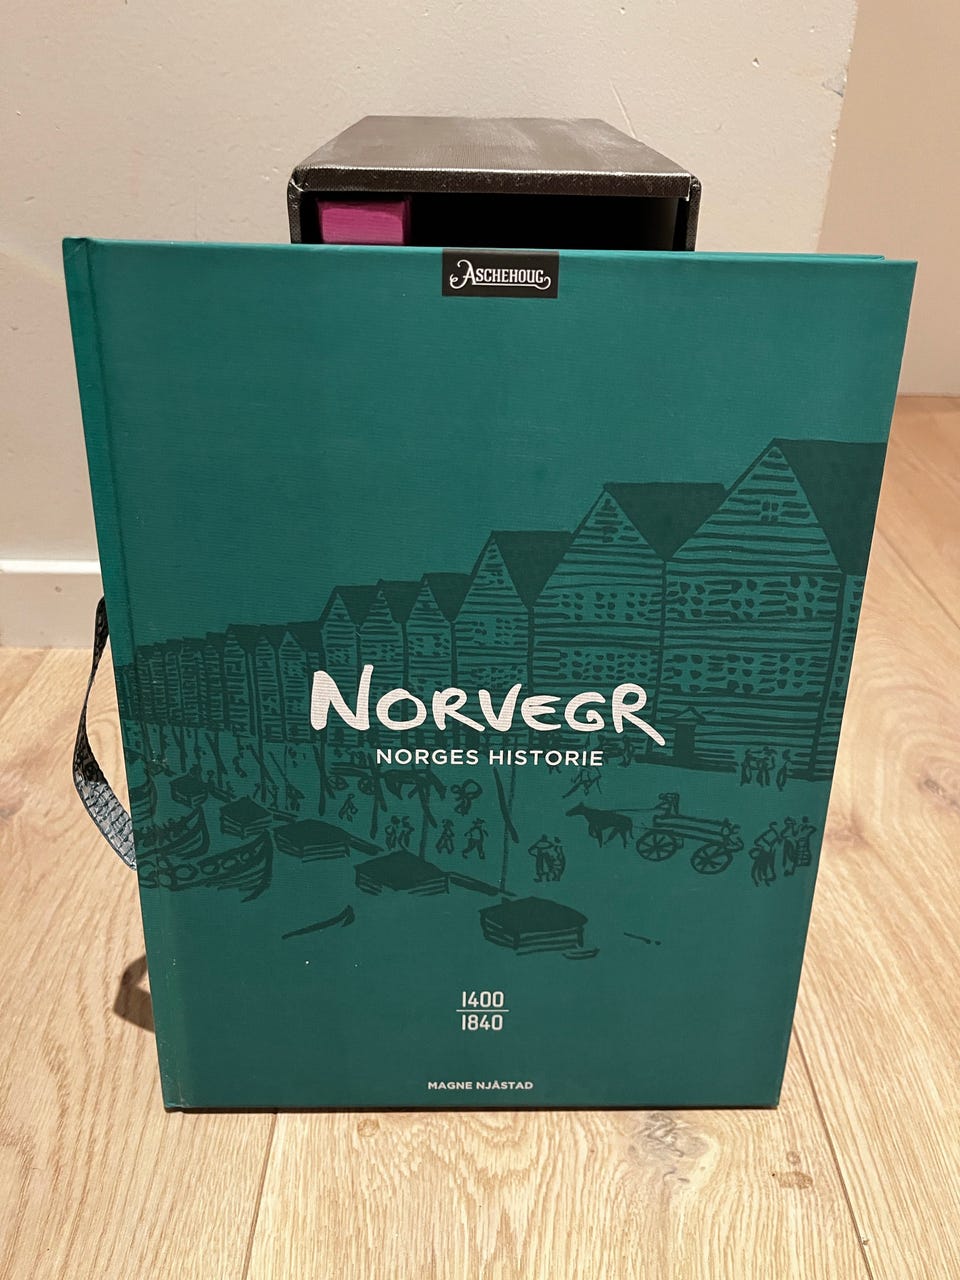 ASCHEHOUG
NORVEGR
NORGES HISTORIE
1400
1840
MAGNE NJÅSTAD